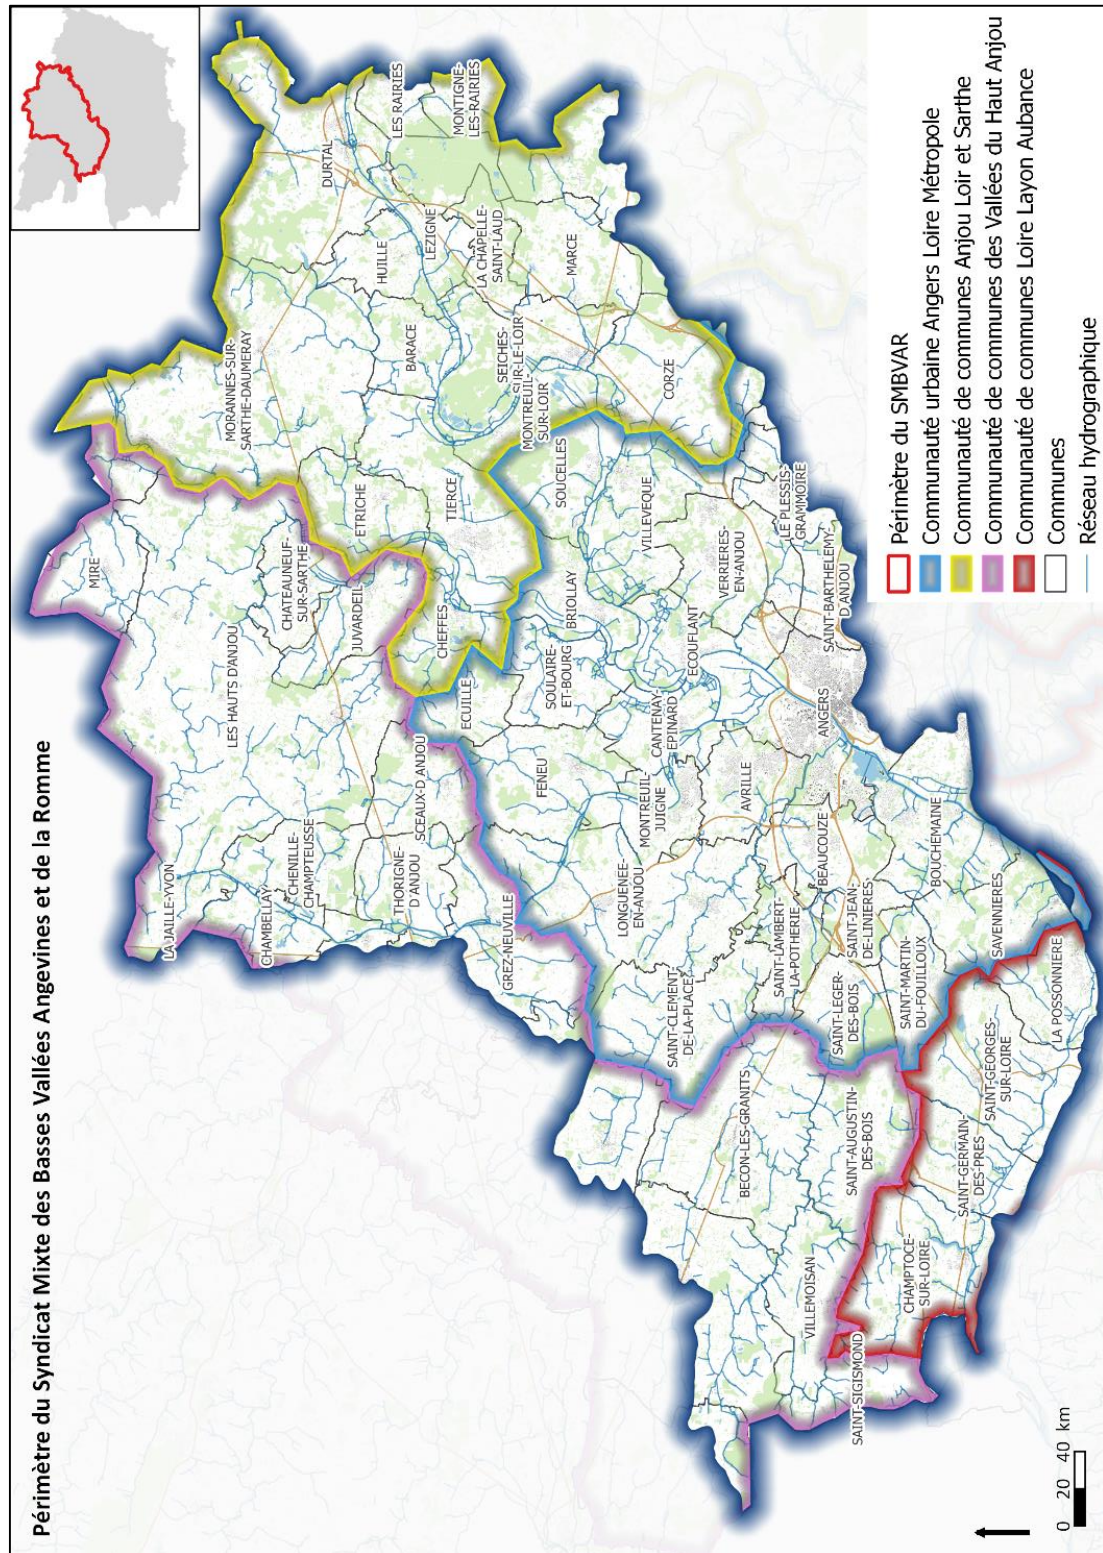 Périmètre du Syndicat Mixte des Basses Vallées Angevines et de la Romme
MIRE
LA JAILLE-YVON
LES HAUTS D'ANJOU
CHATEAUNEUF-
SUR-SARTHE
CHAMBELLAY
CHENILLE-
CHAMPTEUSSE
JUVARDEIL
THORIGNE-
D'ANJOU
SCEAUX-D'ANJOU
GREZ-NEUVILLE
MORANNES-SUR-
SARTHE-DAUMERAY
DURTAL
LES RAIRIES
MONTIGNE-
LES-RAIRIES
HUILLE
LEZIGNE
LA CHAPELLE-
SAINT-LAUD
BARACE
MARCE
ETRICHE
TIERCE
SEICHES-
SUR-LE-LOIR
MONTREUIL-
SUR-LOIR
CORZE
CHEFFES
ECUILLE
SOULAIRE-
ET-BOURG
BRIOLLAY
SOUCELLES
VILLEVEQUE
FENEU
CANTENAY-
EPINARD
ECOUFLANT
VERRIERES-
EN-ANJOU
LE PLESSIS-
GRAMMOIRE
SAINT-BARTHELEMY-
D'ANJOU
MONTREUIL-
JUIGNE
LONGUENEE-
EN-ANJOU
AVRILLE
ANGERS
SAINT-CLEMENT-
DE-LA-PLACE
SAINT-LAMBERT-
LA-POTHERIE
BEAUCOUZE
SAINT-JEAN-
DE-LINIERES
SAINT-LEGER-
DES-BOIS
SAINT-MARTIN-
DU-FOUILLOUX
BOUCHEMAINE
SAVENNIERES
BECON-LES-GRANITS
SAINT-AUGUSTIN-
DES-BOIS
VILLEMOISAN
SAINT-SIGISMOND
CHAMPTOCE-
SUR-LOIRE
SAINT-GERMAIN-
DES-PRES
SAINT-GEORGES-
SUR-LOIRE
LA POSSONNIERE
Périmètre du SMBVAR
Communauté urbaine Angers Loire Métropole
Communauté de communes Anjou Loir et Sarthe
Communauté de communes des Vallées du Haut Anjou
Communauté de communes Loire Layon Aubance
Communes
Réseau hydrographique
0 20 40 km